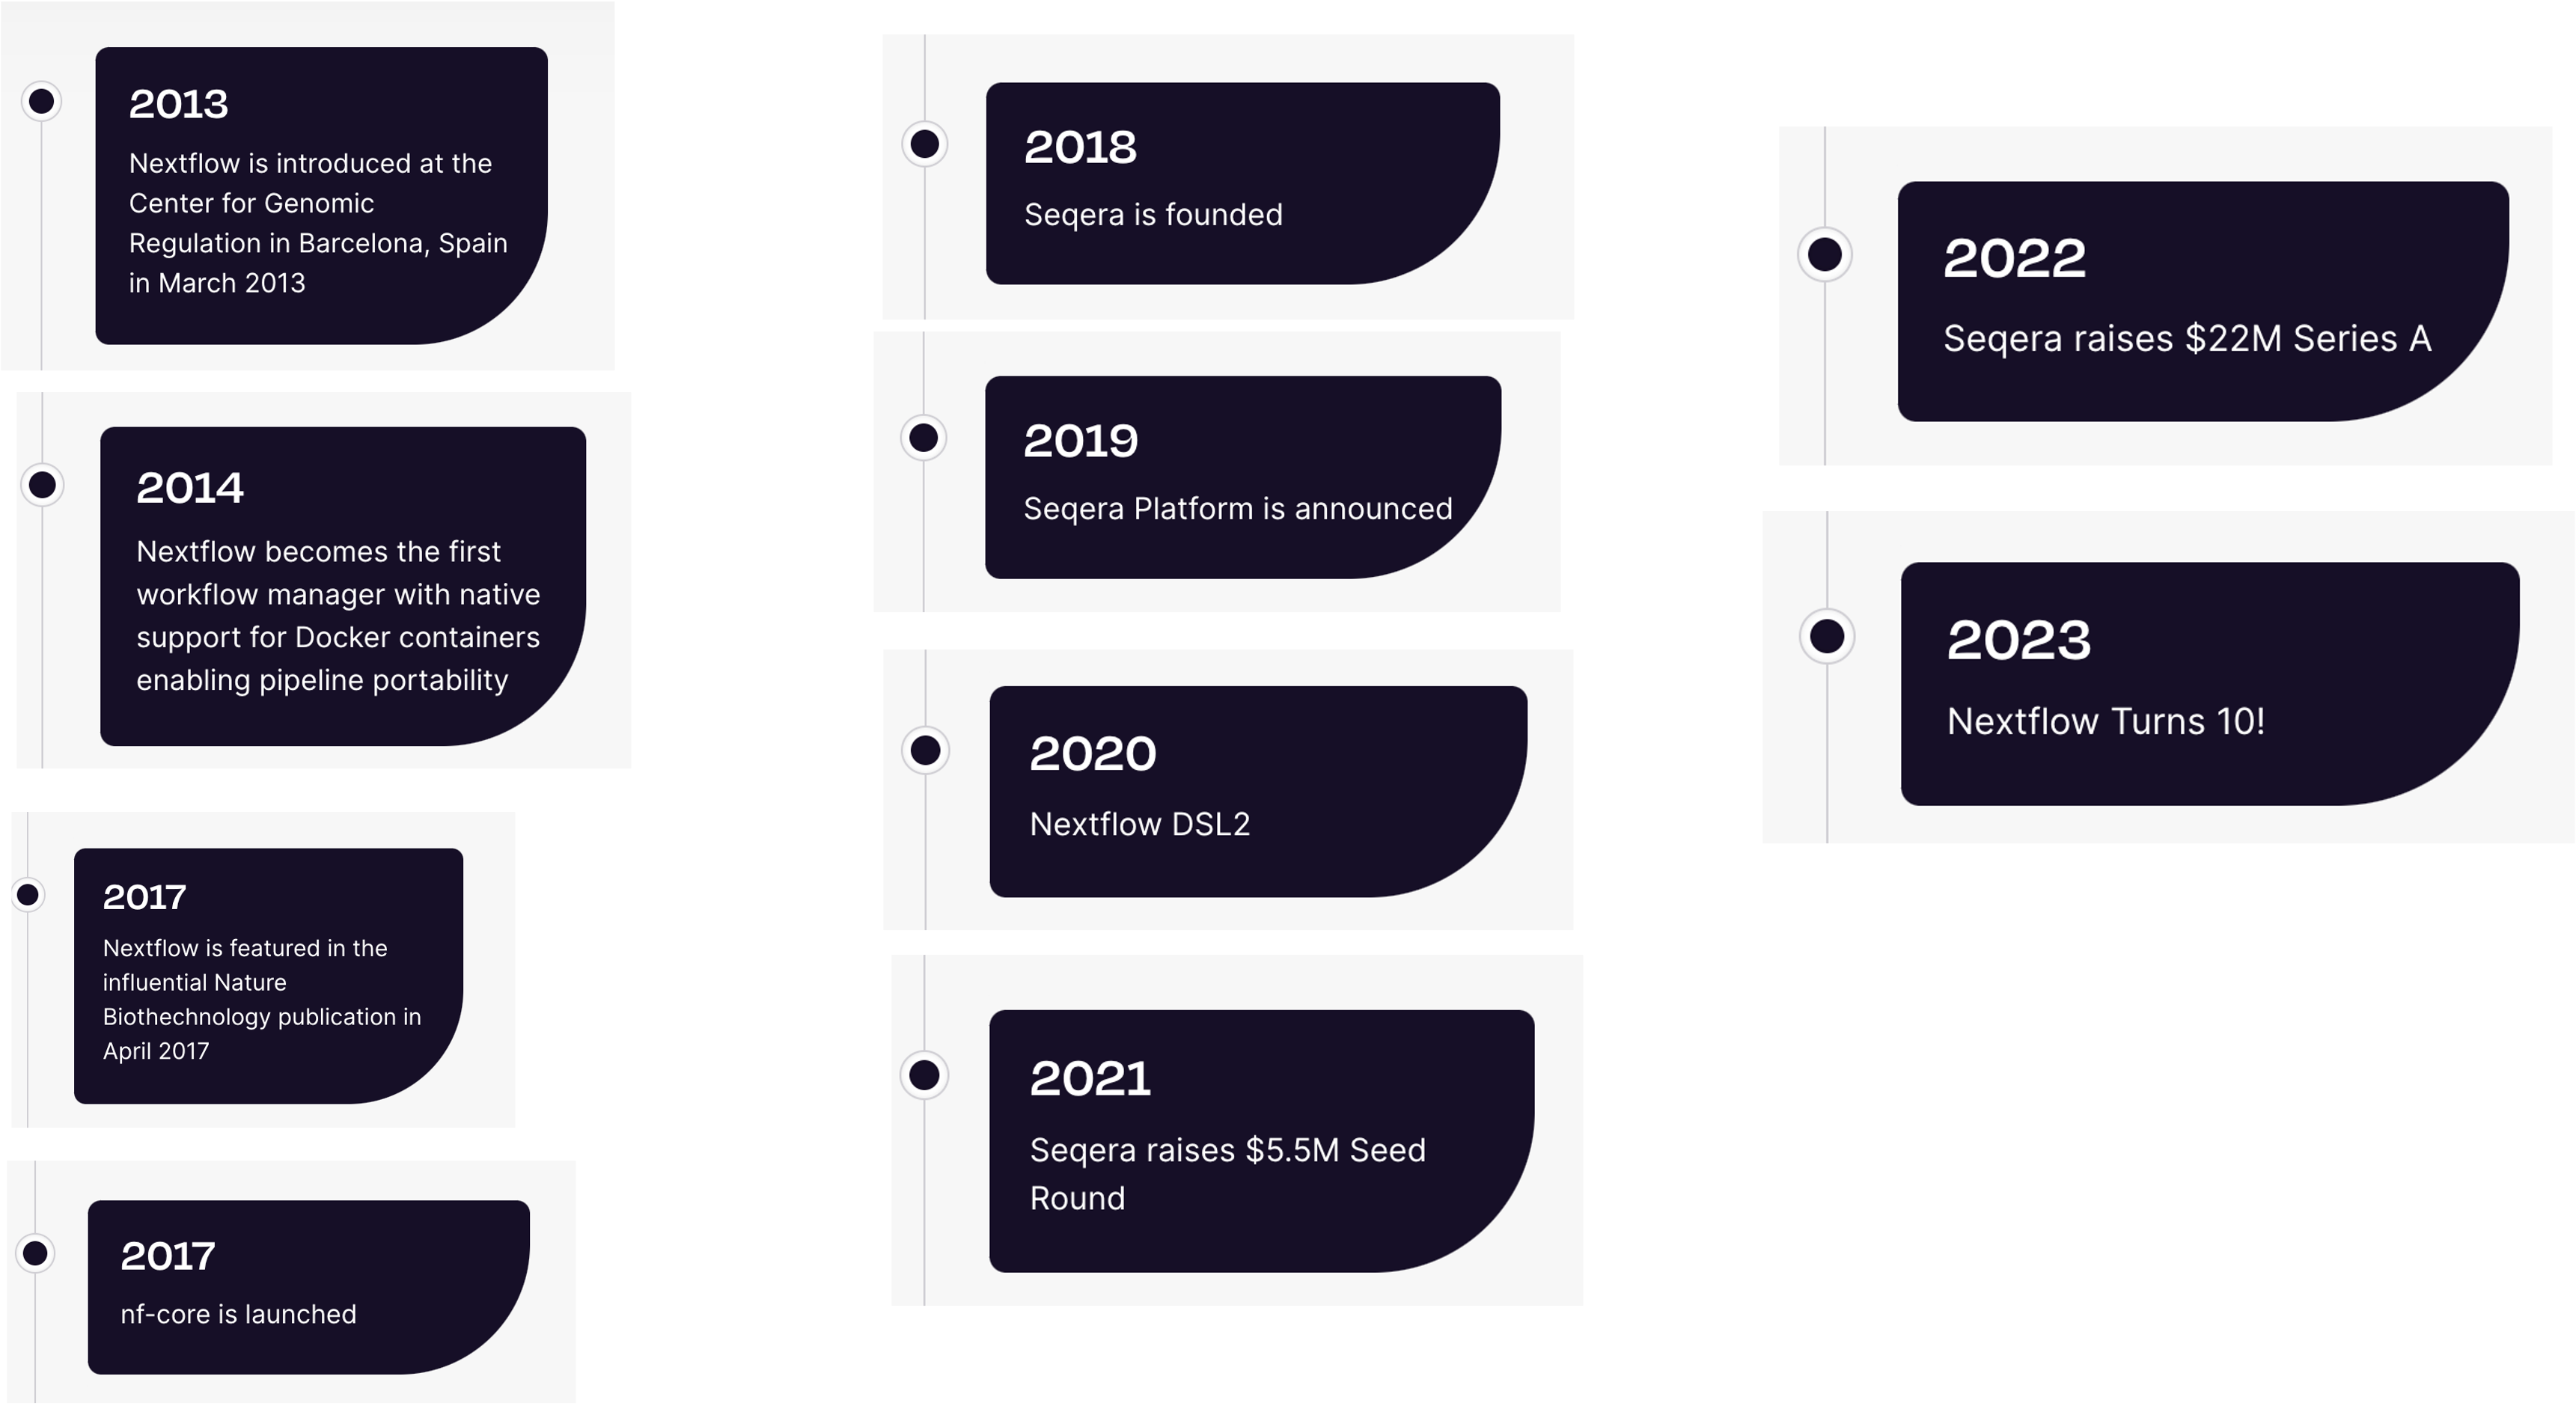 2013
Nextflow is introduced at the
Center for Genomic
Regulation in Barcelona, Spain
in March 2013
2014
Nextflow becomes the first
workflow manager with native
support for Docker containers
enabling pipeline portability
2017
Nextflow is featured in the
influential Nature
Biothechnology publication in
April 2017
2017
nf-core is launched
2018
Seqera is founded
2019
Seqera Platform is announced
2020
Nextflow DSL2
2021
Seqera raises $5.5M Seed
Round
2022
Seqera raises $22M Series A
2023
Nextflow Turns 10!